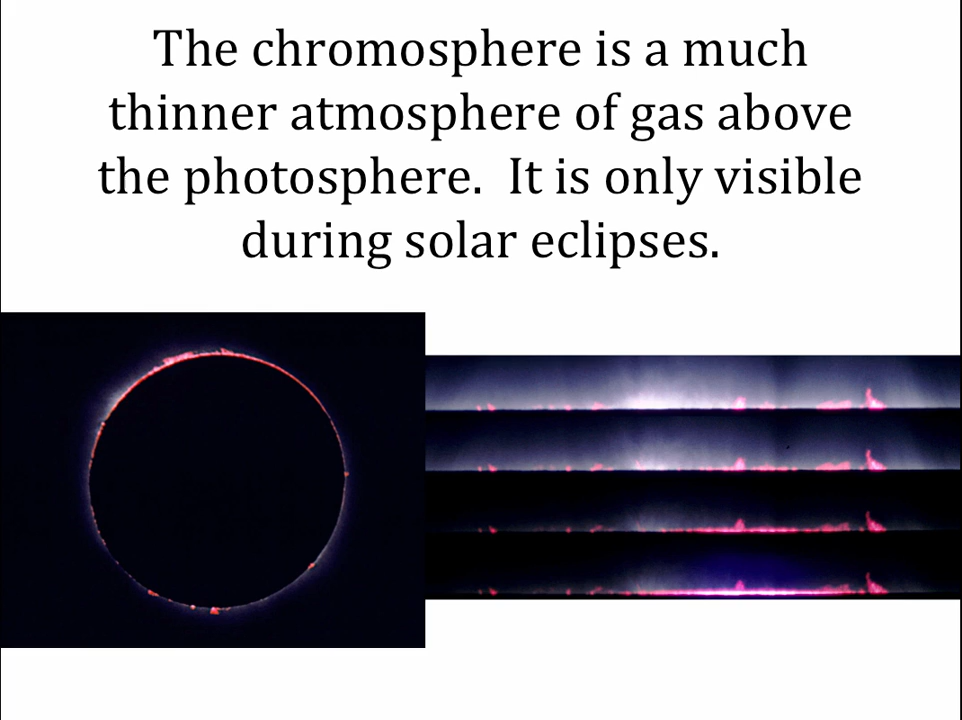 The chromosphere is a much
thinner atmosphere of gas above
the photosphere.  It is only visible
during solar eclipses.